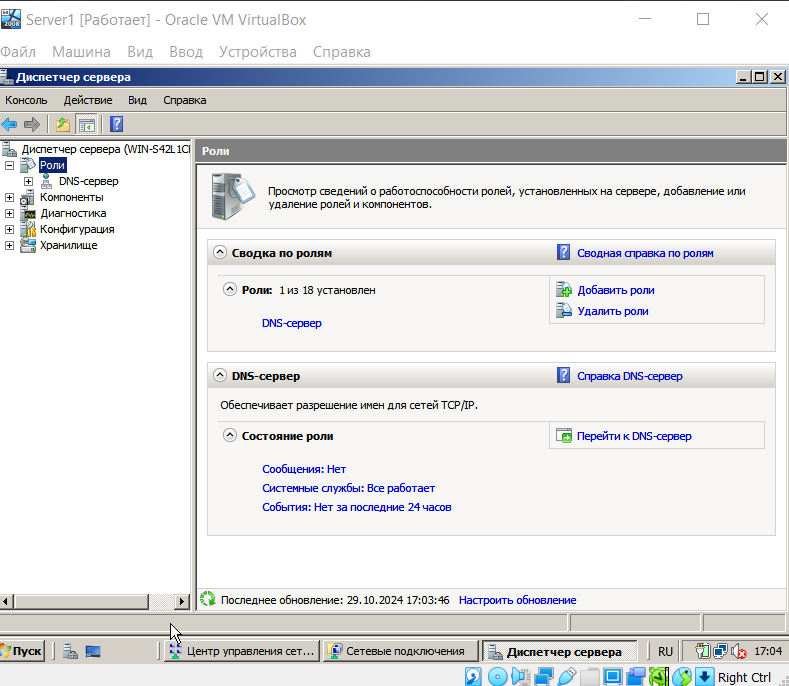 Server1 [Работает] - Oracle VM VirtualBox
Файл Машина Вид Ввод Устройства Справка
Диспетчер сервера
Консоль Действие Вид Справка
Диспетчер сервера (WIN-S42L1C
Роли
DNS-сервер
Компоненты
Диагностика
Конфигурация
Хранилище
Роли
Просмотр сведений о работоспособности ролей, установленных на сервере, добавление или
удаление ролей и компонентов.
Сводка по ролям
Сводная справка по ролям
Роли: 1 из 18 установлен
DNS-сервер
Добавить роли
Удалить роли
DNS-сервер
Справка DNS-сервер
Обеспечивает разрешение имен для сетей TCP/IP.
Состояние роли
Перейти к DNS-сервер
Сообщения: Нет
Системные службы: Все работает
События: Нет за последние 24 часов
Последнее обновление: 29.10.2024 17:03:46 Настроить обновление
Пуск
Центр управления сет...
Сетевые подключения
Диспетчер сервера
RU
17:04
Right Ctrl